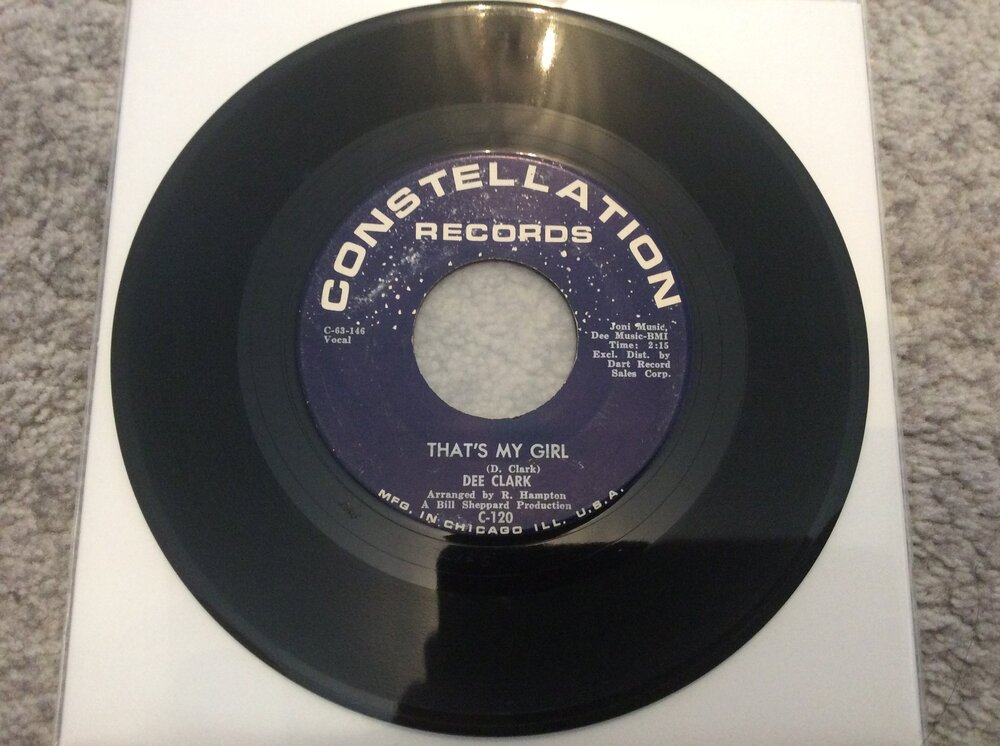 CONSTELLATION
RECORDS
C-63-146
Vocal
Joni Music,
Dee Music-BMI
Time: 2:15
Excl. Dist. by
Dart Record
Sales Corp.
THAT'S MY GIRL
(D. Clark)
DEE CLARK
Arranged by R. Hampton
A Bill Sheppard Production
C-120
MFG. IN CHICAGO ILL. U.S.A.